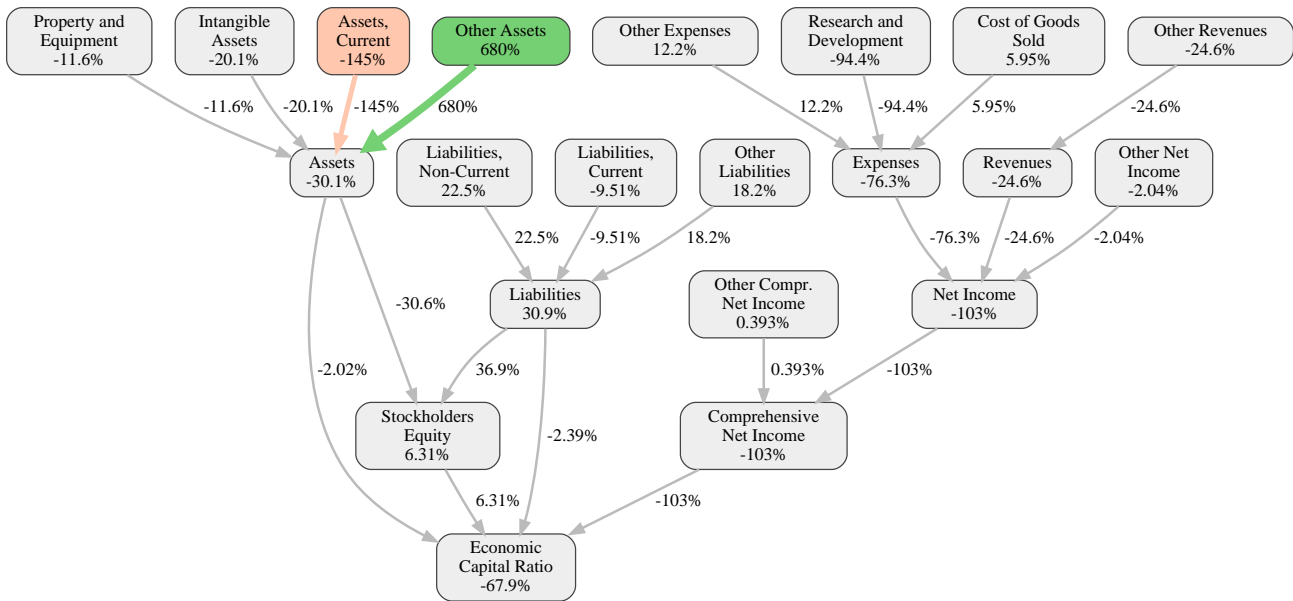 Property and
Equipment
-11.6%
Intangible
Assets
-20.1%
Assets,
Current
-145%
Other Assets
680%
Other Expenses
12.2%
Research and
Development
-94.4%
Cost of Goods
Sold
5.95%
Other Revenues
-24.6%
-11.6%
-20.1%
-145%
680%
12.2%
-94.4%
5.95%
-24.6%
Assets
-30.1%
Liabilities,
Non-Current
22.5%
Liabilities,
Current
-9.51%
Other
Liabilities
18.2%
Expenses
-76.3%
Revenues
-24.6%
Other Net
Income
-2.04%
22.5%
-9.51%
18.2%
-76.3%
-24.6%
-2.04%
-30.6%
Liabilities
30.9%
Other Compr.
Net Income
0.393%
Net Income
-103%
-2.02%
36.9%
0.393%
-103%
Stockholders
Equity
6.31%
-2.39%
Comprehensive
Net Income
-103%
6.31%
-103%
Economic
Capital Ratio
-67.9%